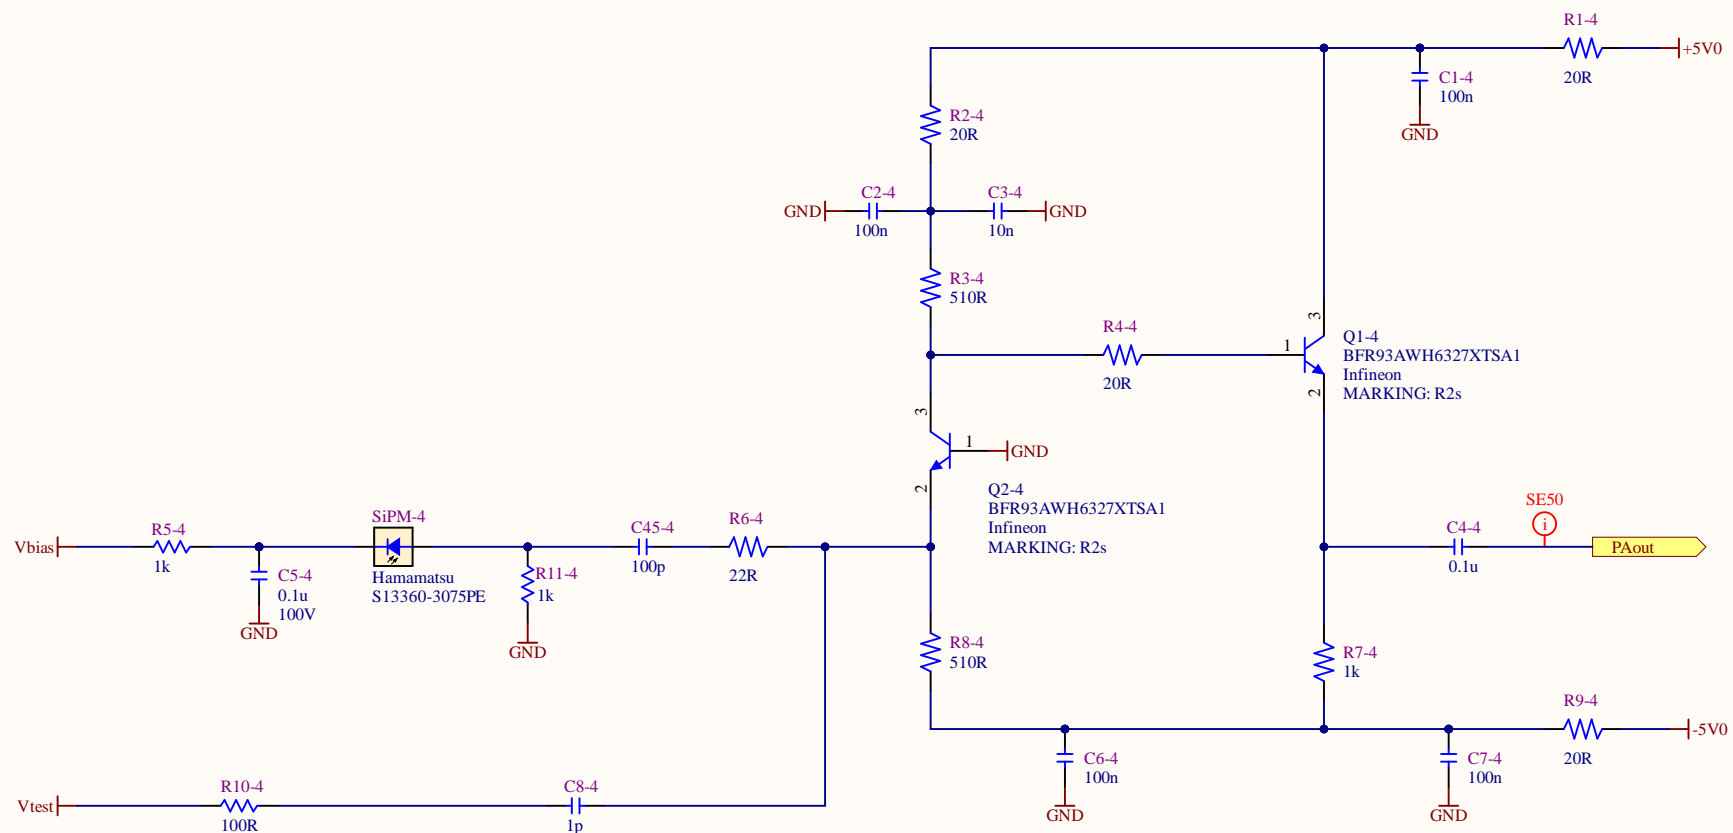 R1-4
+5V0
20R
C1-4
100n
GND
R2-4
20R
C2-4
C3-4
GND
GND
100n
10n
R3-4
510R
R4-4
20R
3
1
2
Q1-4
BFR93AWH6327XTSA1
Infineon
MARKING: R2s
3
1
GND
2
Q2-4
BFR93AWH6327XTSA1
Infineon
MARKING: R2s
SE50
i
SiPM-4
R5-4
Vbias
1k
C5-4
0.1u
100V
GND
Hamamatsu
S13360-3075PE
R11-4
1k
GND
C45-4
100p
R6-4
22R
C4-4
0.1u
PAout
R8-4
510R
R7-4
1k
R9-4
-5V0
20R
C6-4
100n
GND
C7-4
100n
GND
Vtest
R10-4
100R
C8-4
1p